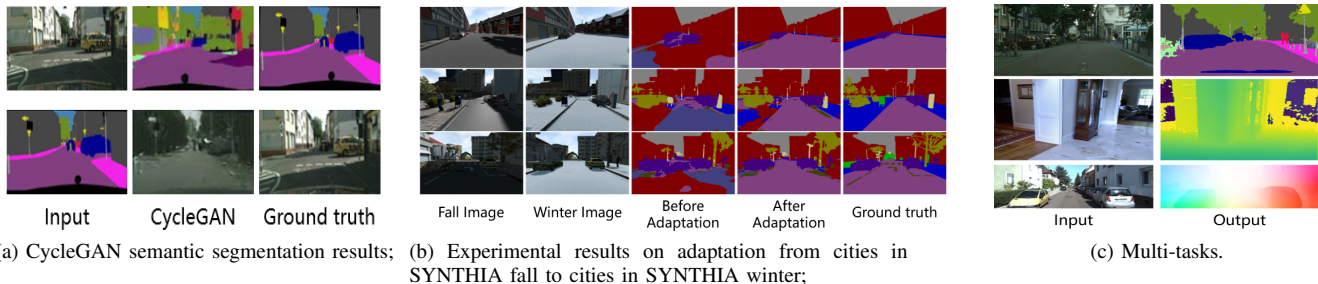 Input CycleGAN Ground truth
Fall Image Winter Image Before Adaptation After Adaptation Ground truth
Input Output
a) CycleGAN semantic segmentation results;
(b) Experimental results on adaptation from cities in
SYNTHIA fall to cities in SYNTHIA winter;
(c) Multi-tasks.